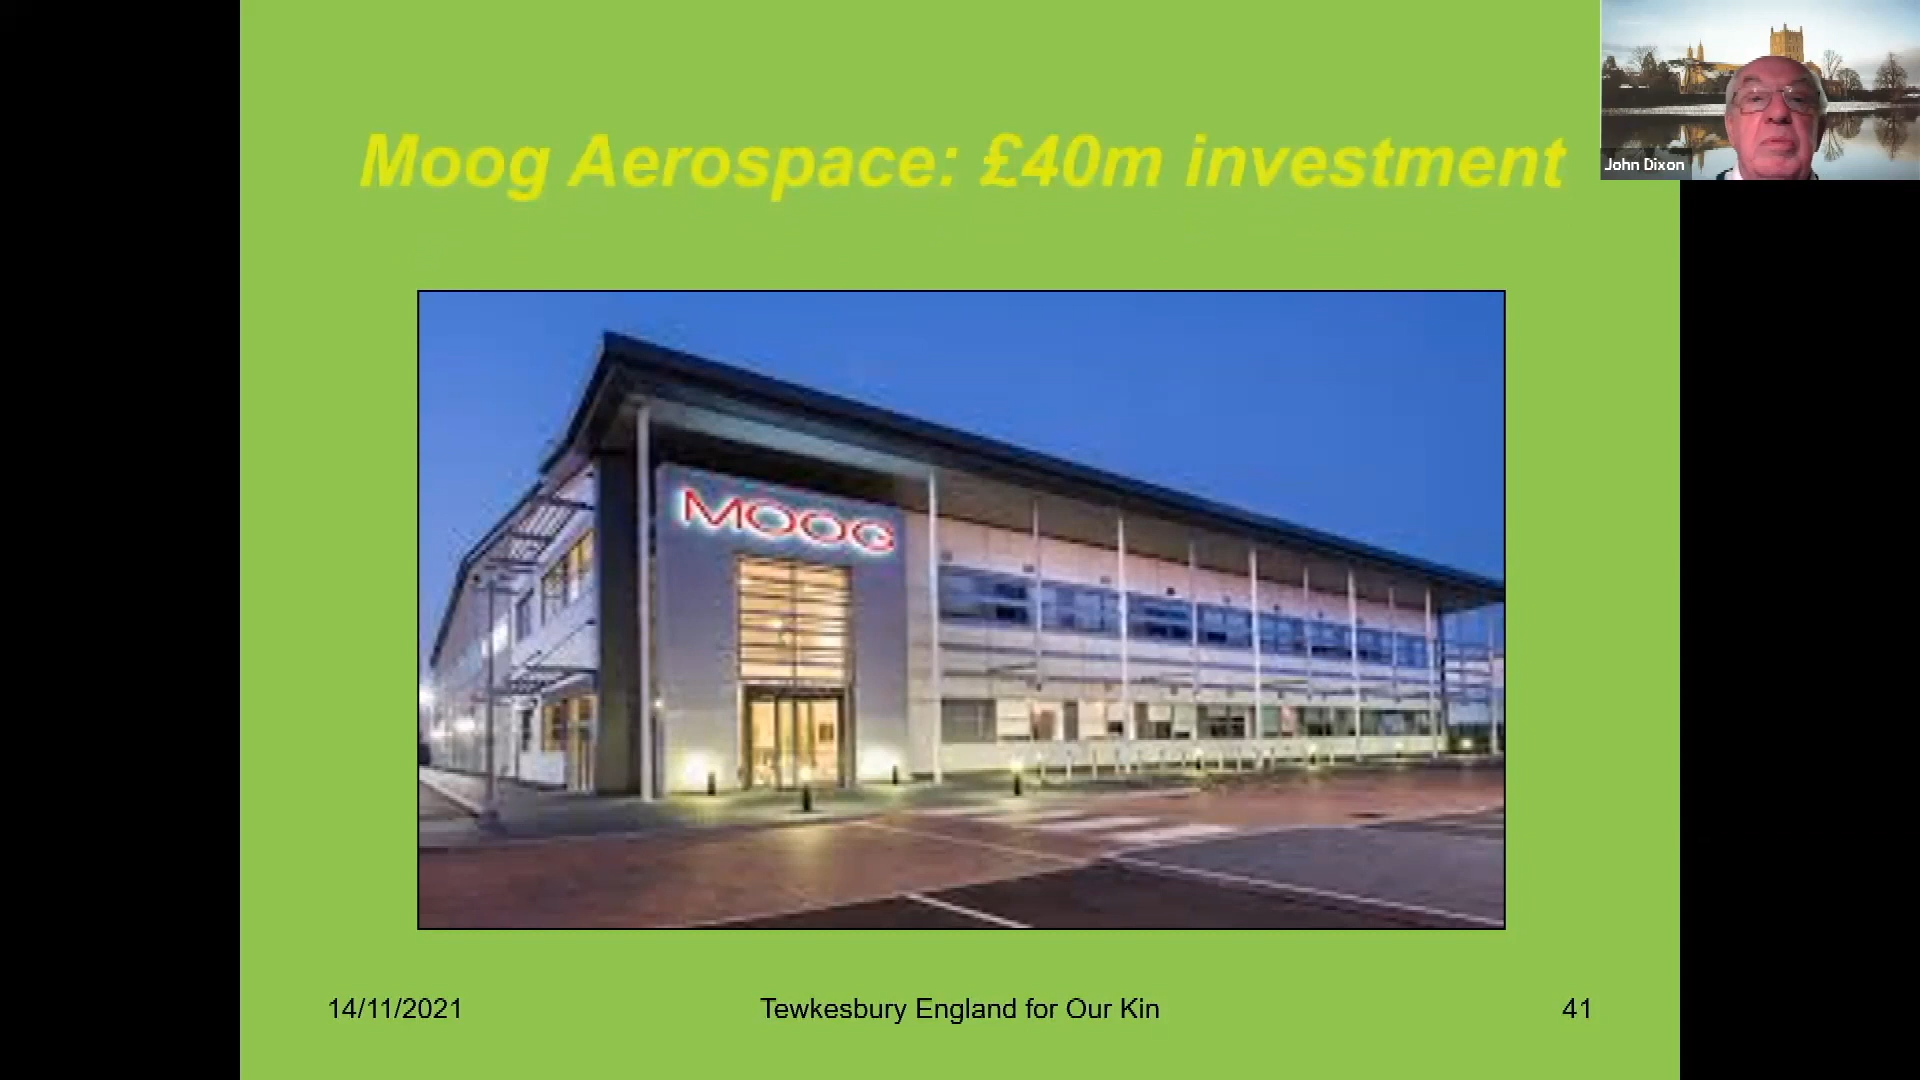 Moog Aerospace: £40m investment
John Dixon
MOOG
14/11/2021
Tewkesbury England for Our Kin
41